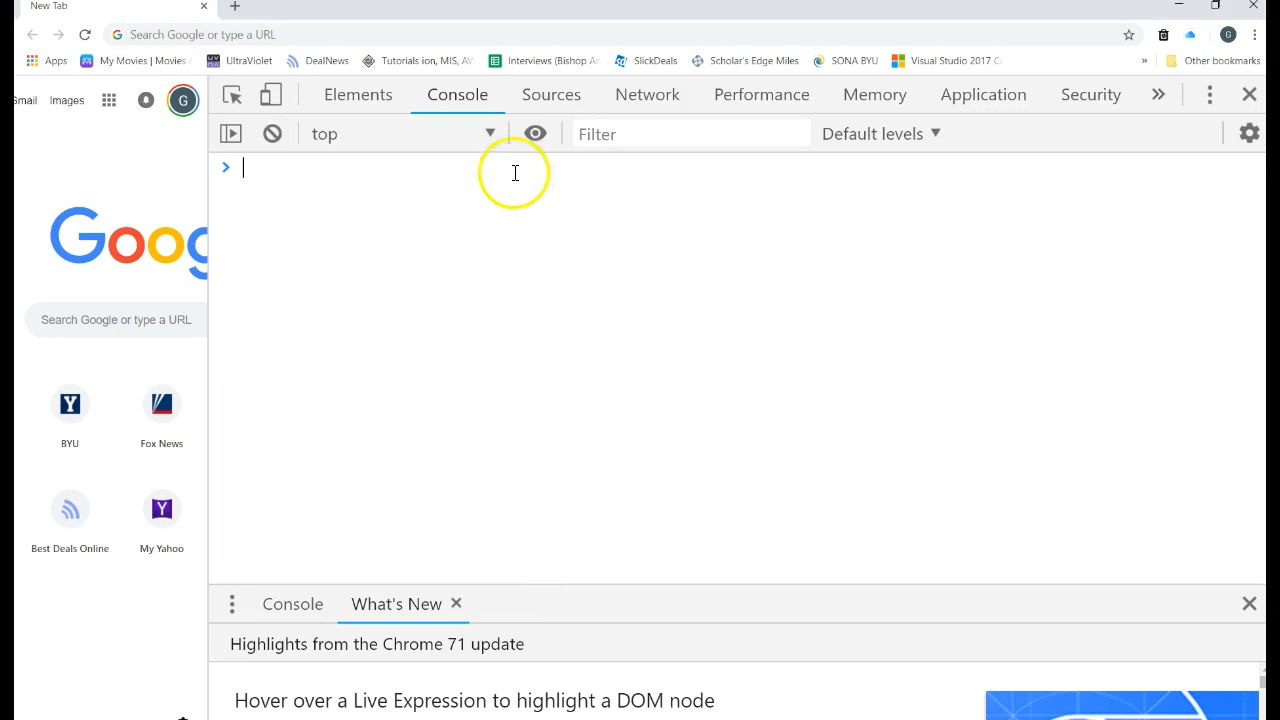 New Tab
Search Google or type a URL
Apps My Movies | Movies UltraViolet DealNews Tutorials ion, MIS, AV Interviews (Bishop An SlickDeals Scholar's Edge Miles SONA BYU Visual Studio 2017 Co » Other bookmarks
Gmail Images G
Elements Console Sources Network Performance Memory Application Security »
top Filter Default levels
>
Google
Search Google or type a URL
BYU Fox News
Best Deals Online My Yahoo
Console What's New
Highlights from the Chrome 71 update
Hover over a Live Expression to highlight a DOM node